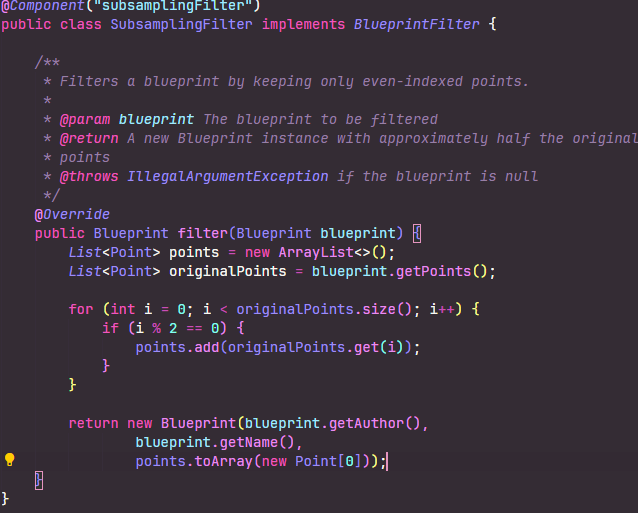 @Component("subsamplingFilter")
public class SubsamplingFilter implements BlueprintFilter {

    /**
     * Filters a blueprint by keeping only even-indexed points.
     *
     * @param blueprint The blueprint to be filtered
     * @return A new Blueprint instance with approximately half the original
     * points
     * @throws IllegalArgumentException if the blueprint is null
     */
    @Override
    public Blueprint filter(Blueprint blueprint) {
        List<Point> points = new ArrayList<>();
        List<Point> originalPoints = blueprint.getPoints();

        for (int i = 0; i < originalPoints.size(); i++) {
            if (i % 2 == 0) {
                points.add(originalPoints.get(i));
            }
        }

        return new Blueprint(blueprint.getAuthor(),
                blueprint.getName(),
                points.toArray(new Point[0]));
    }
}